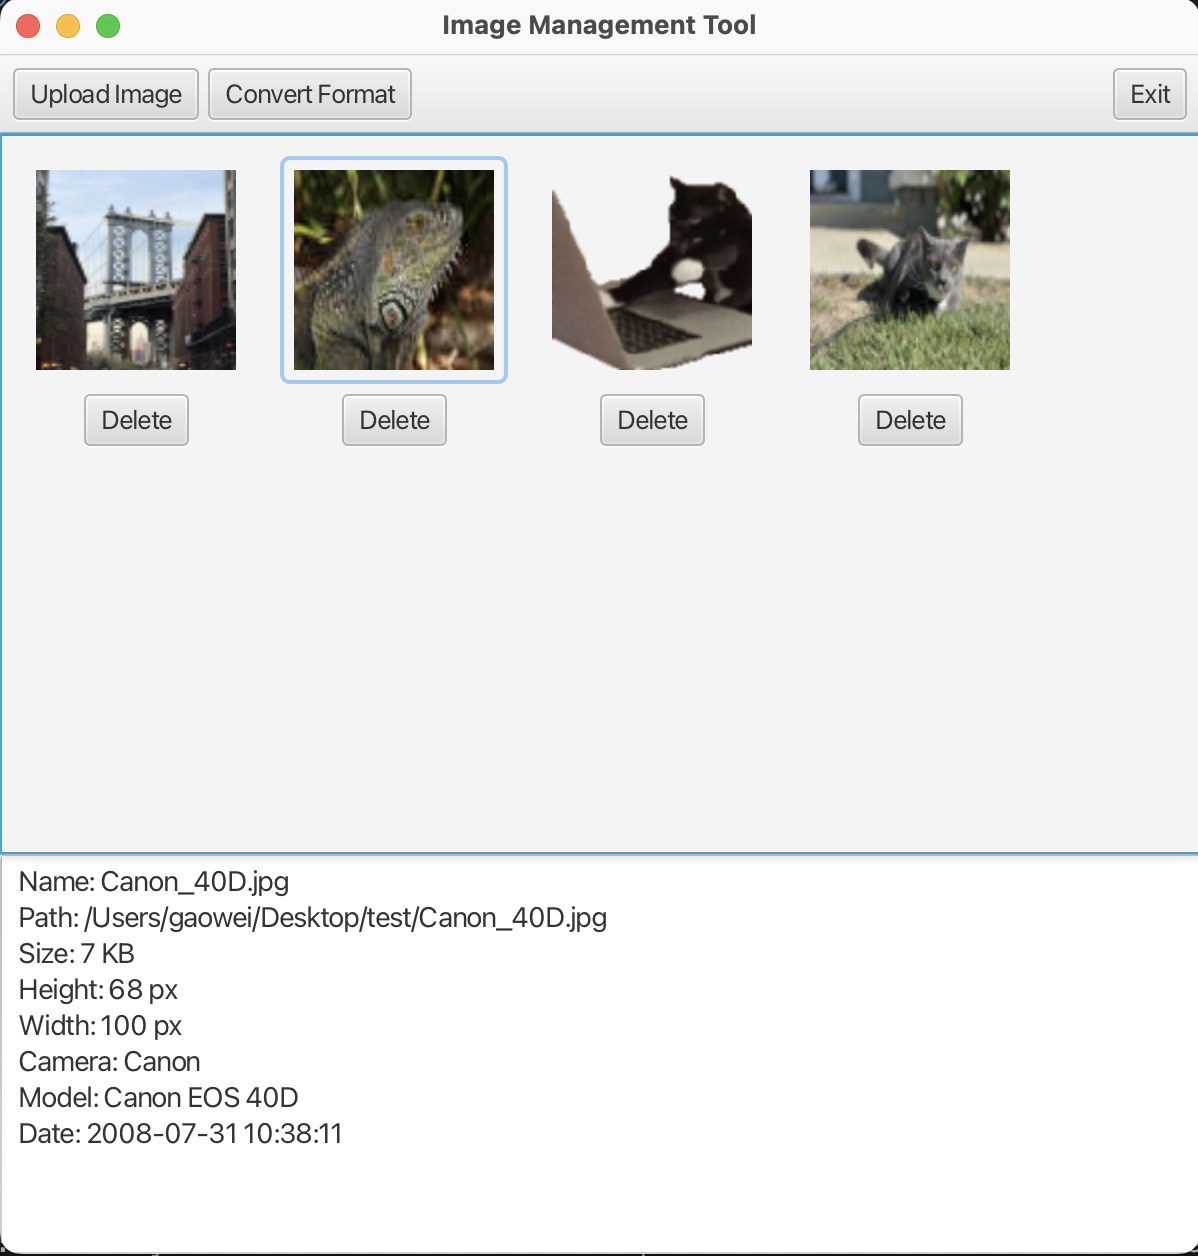 Image Management Tool
Upload Image Convert Format Exit
Delete Delete Delete Delete
Name: Canon_40D.jpg
Path: /Users/gaowei/Desktop/test/Canon_40D.jpg
Size: 7 KB
Height: 68 px
Width: 100 px
Camera: Canon
Model: Canon EOS 40D
Date: 2008-07-31 10:38:11